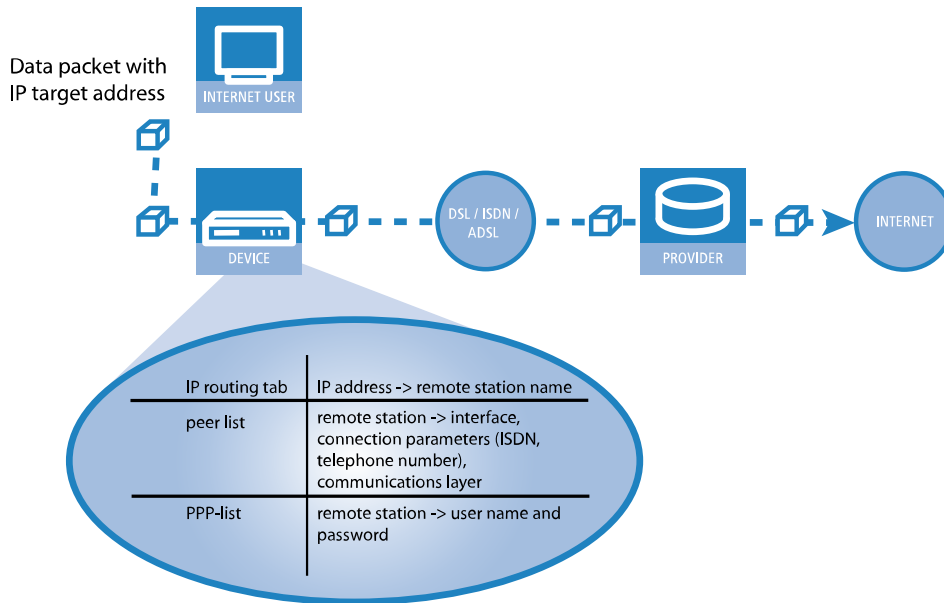 Data packet with
IP target address
INTERNET USER
DEVICE
DSL / ISDN /
ADSL
PROVIDER
INTERNET
IP routing tab
IP address -> remote station name
peer list
remote station -> interface,
connection parameters (ISDN,
telephone number),
communications layer
PPP-list
remote station -> user name and
password